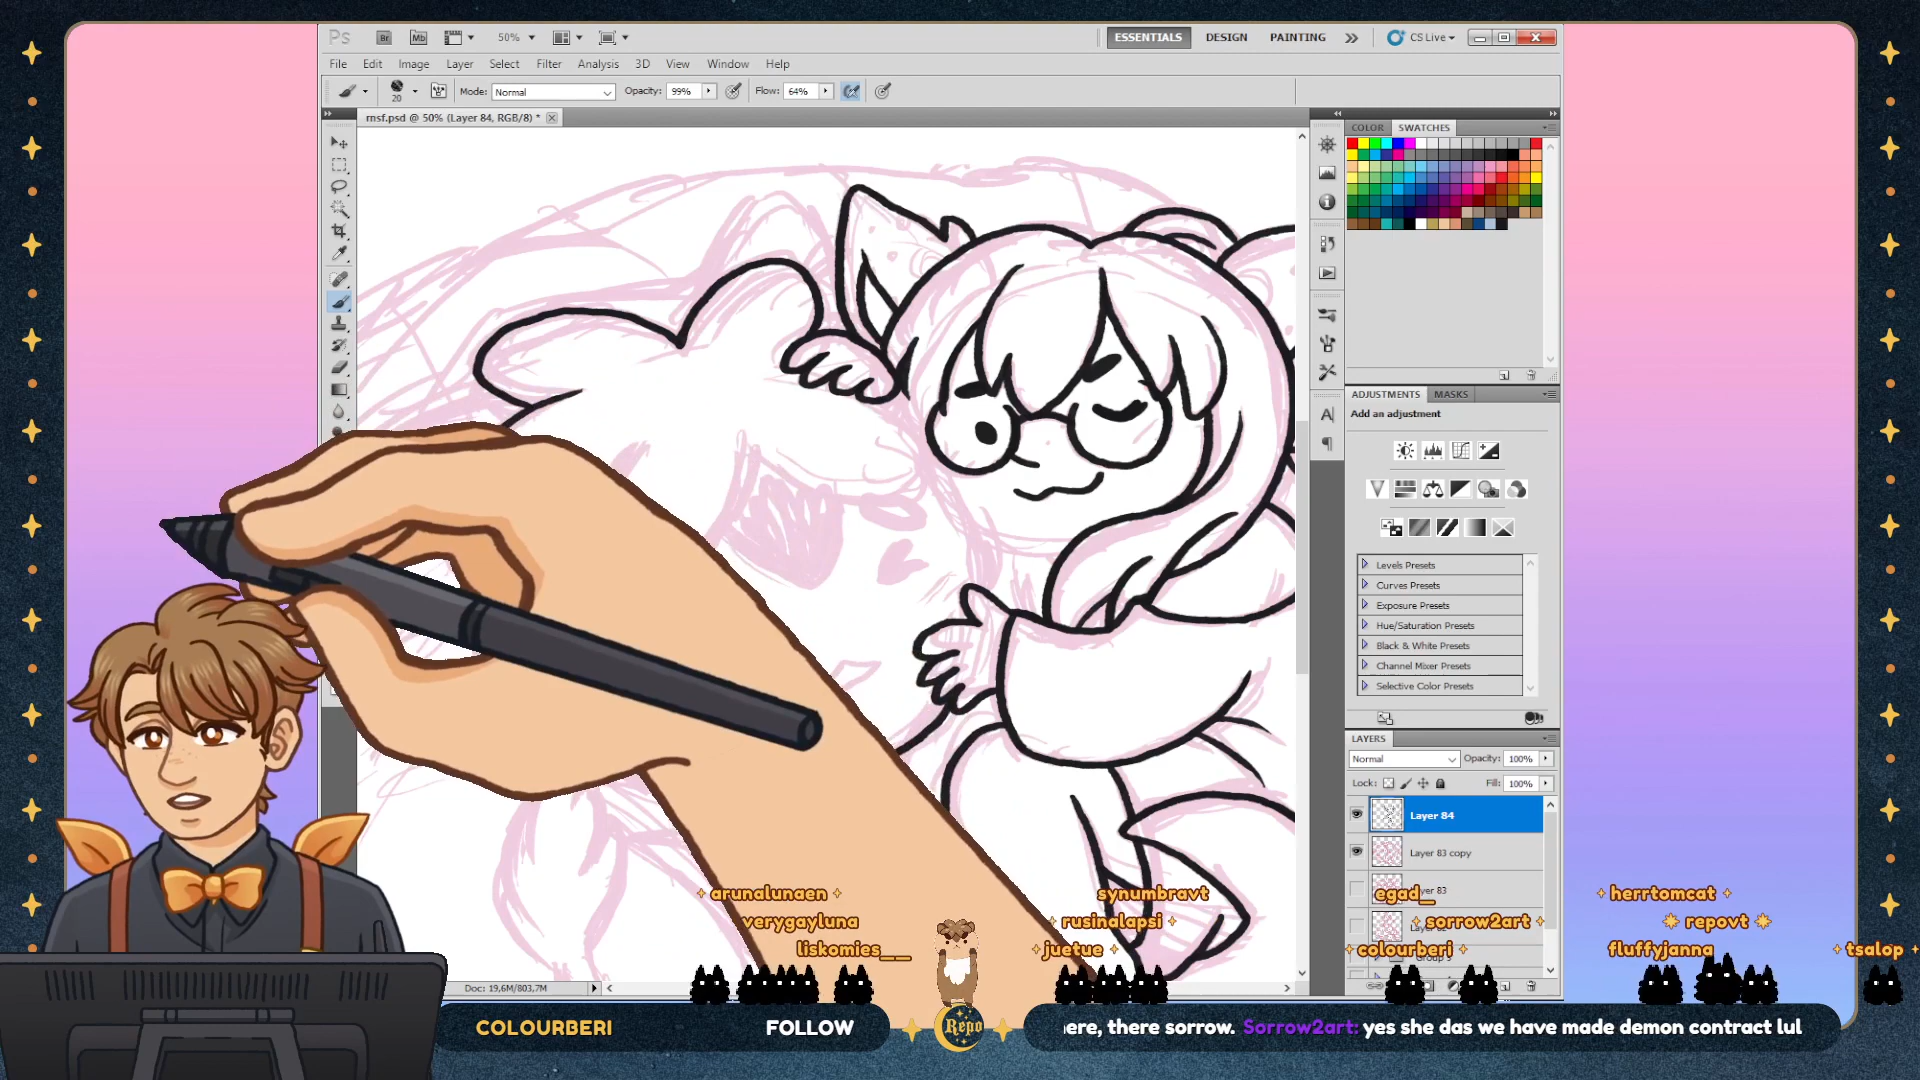 Ps
Br
Mb
50%
ESSENTIALS
DESIGN
PAINTING
CS Live
File Edit Image Layer Select Filter Analysis 3D View Window Help
20
Mode: Normal
Opacity: 99%
Flow: 64%
rnsf.psd @ 50% (Layer 84, RGB/8) *
COLOR SWATCHES
ADJUSTMENTS MASKS
Add an adjustment
Levels Presets
Curves Presets
Exposure Presets
Hue/Saturation Presets
Black & White Presets
Channel Mixer Presets
Selective Color Presets
LAYERS
Normal Opacity: 100%
Lock: Fill: 100%
Layer 84
Layer 83 copy
arunalunaen
synumbravt
egad_
herrtomcat
verygayluna
rusinalapsi
sorrow2art
repovt
liskomies__
juetue
colourberi
fluffyjanna
tsalop
Doc: 19,6M/803,7M
COLOURBERI
FOLLOW
Repo
ere, there sorrow. Sorrow2art: yes she das we have made demon contract lul